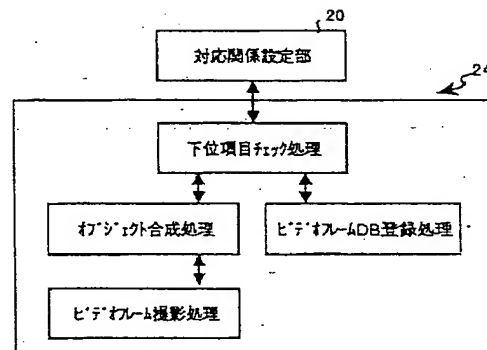 20
対応関係設定部
24
下位項目チェック処理
オブジェクト合成処理
ビデオフレームDB登録処理
ビデオフレーム撮影処理